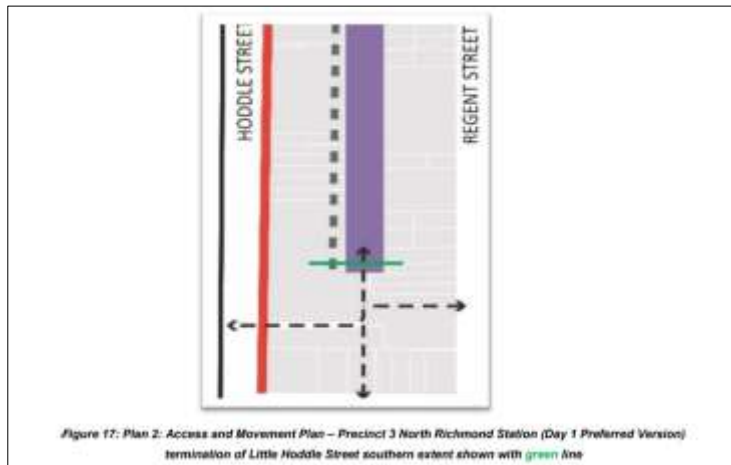 HODDLE STREET
REGENT STREET
Figure 17: Plan 2: Access and Movement Plan – Precinct 3 North Richmond Station (Day 1 Preferred Version)
termination of Little Hoddle Street southern extent shown with green line